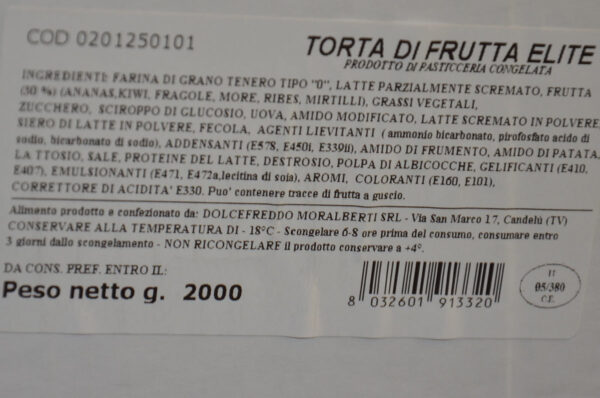 COD 0201250101
TORTA DI FRUTTA ELITE
PRODOTTO DI PASTICCERIA CONGELATA
INGREDIENTI: FARINA DI GRANO TENERO TIPO "0", LATTE PARZIALMENTE SCREMATO, FRUTTA
(30 %) (ANANAS, KIWI, FRAGOLE, MORE, RIBES, MIRTILLI), GRASSI VEGETALI,
ZUCCHERO, SCIROPPO DI GLUCOSIO, UOVA, AMIDO MODIFICATO, LATTE SCREMATO IN POLVERE,
SIERO DI LATTE IN POLVERE, FECOLA, AGENTI LIEVITANTI ( ammonio bicarbonato, pirofosfato acido di
sodio, bicarbonato di sodio), ADDENSANTI (E578, E450i, E339ii), AMIDO DI FRUMENTO, AMIDO DI PATATA,
LA TTOSIO, SALE, PROTEINE DEL LATTE, DESTROSIO, POLPA DI ALBICOCCHE, GELIFICANTI (E410,
E407), EMULSIONANTI (E471, E472a, lecitina di soia), AROMI, COLORANTI (E160, E101),
CORRETTORE DI ACIDITA' E330. Puo' contenere tracce di frutta a guscio.
Alimento prodotto e confezionato da: DOLCEFREDDO MORALBERTI SRL - Via San Marco 17, Candelù (TV)
CONSERVARE ALLA TEMPERATURA DI - 18°C - Scongelare 6-8 ore prima del consumo, consumare entro
3 giorni dallo scongelamento - NON RICONGELARE il prodotto conservare a +4°.
DA CONS. PREF. ENTRO IL:
Peso netto g. 2000
8 032601 913320
IT
05/380
C.E.